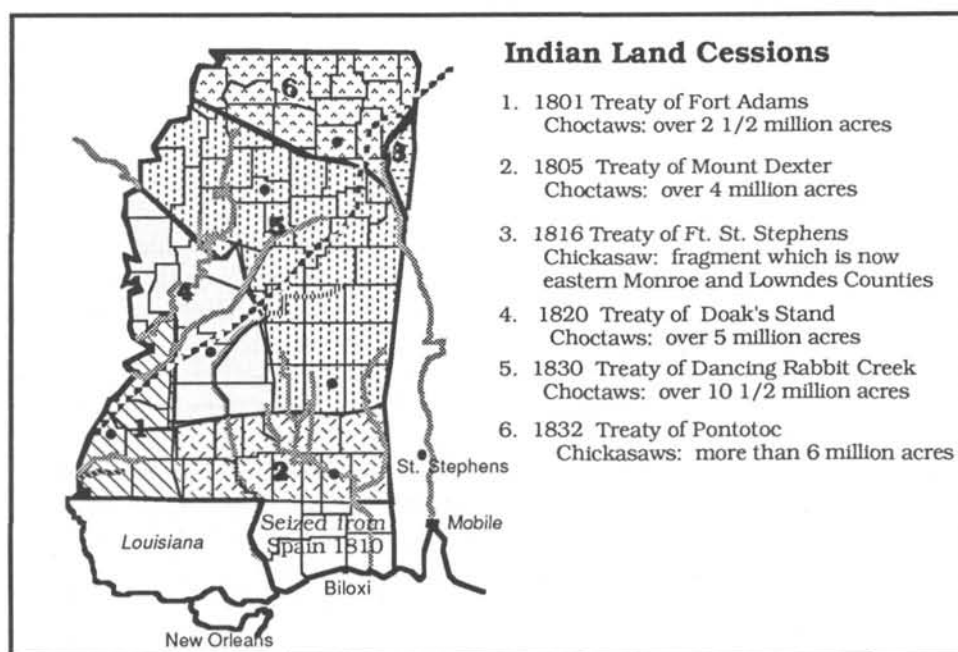 Indian Land Cessions
1. 1801 Treaty of Fort Adams
Choctaws: over 2 1/2 million acres
2. 1805 Treaty of Mount Dexter
Choctaws: over 4 million acres
3. 1816 Treaty of Ft. St. Stephens
Chickasaw: fragment which is now
eastern Monroe and Lowndes Counties
4. 1820 Treaty of Doak's Stand
Choctaws: over 5 million acres
5. 1830 Treaty of Dancing Rabbit Creek
Choctaws: over 10 1/2 million acres
6. 1832 Treaty of Pontotoc
Chickasaws: more than 6 million acres
6
3
5
4
1
2
St. Stephens
Seized from
Spain 1810
Mobile
Louisiana
Biloxi
New Orleans